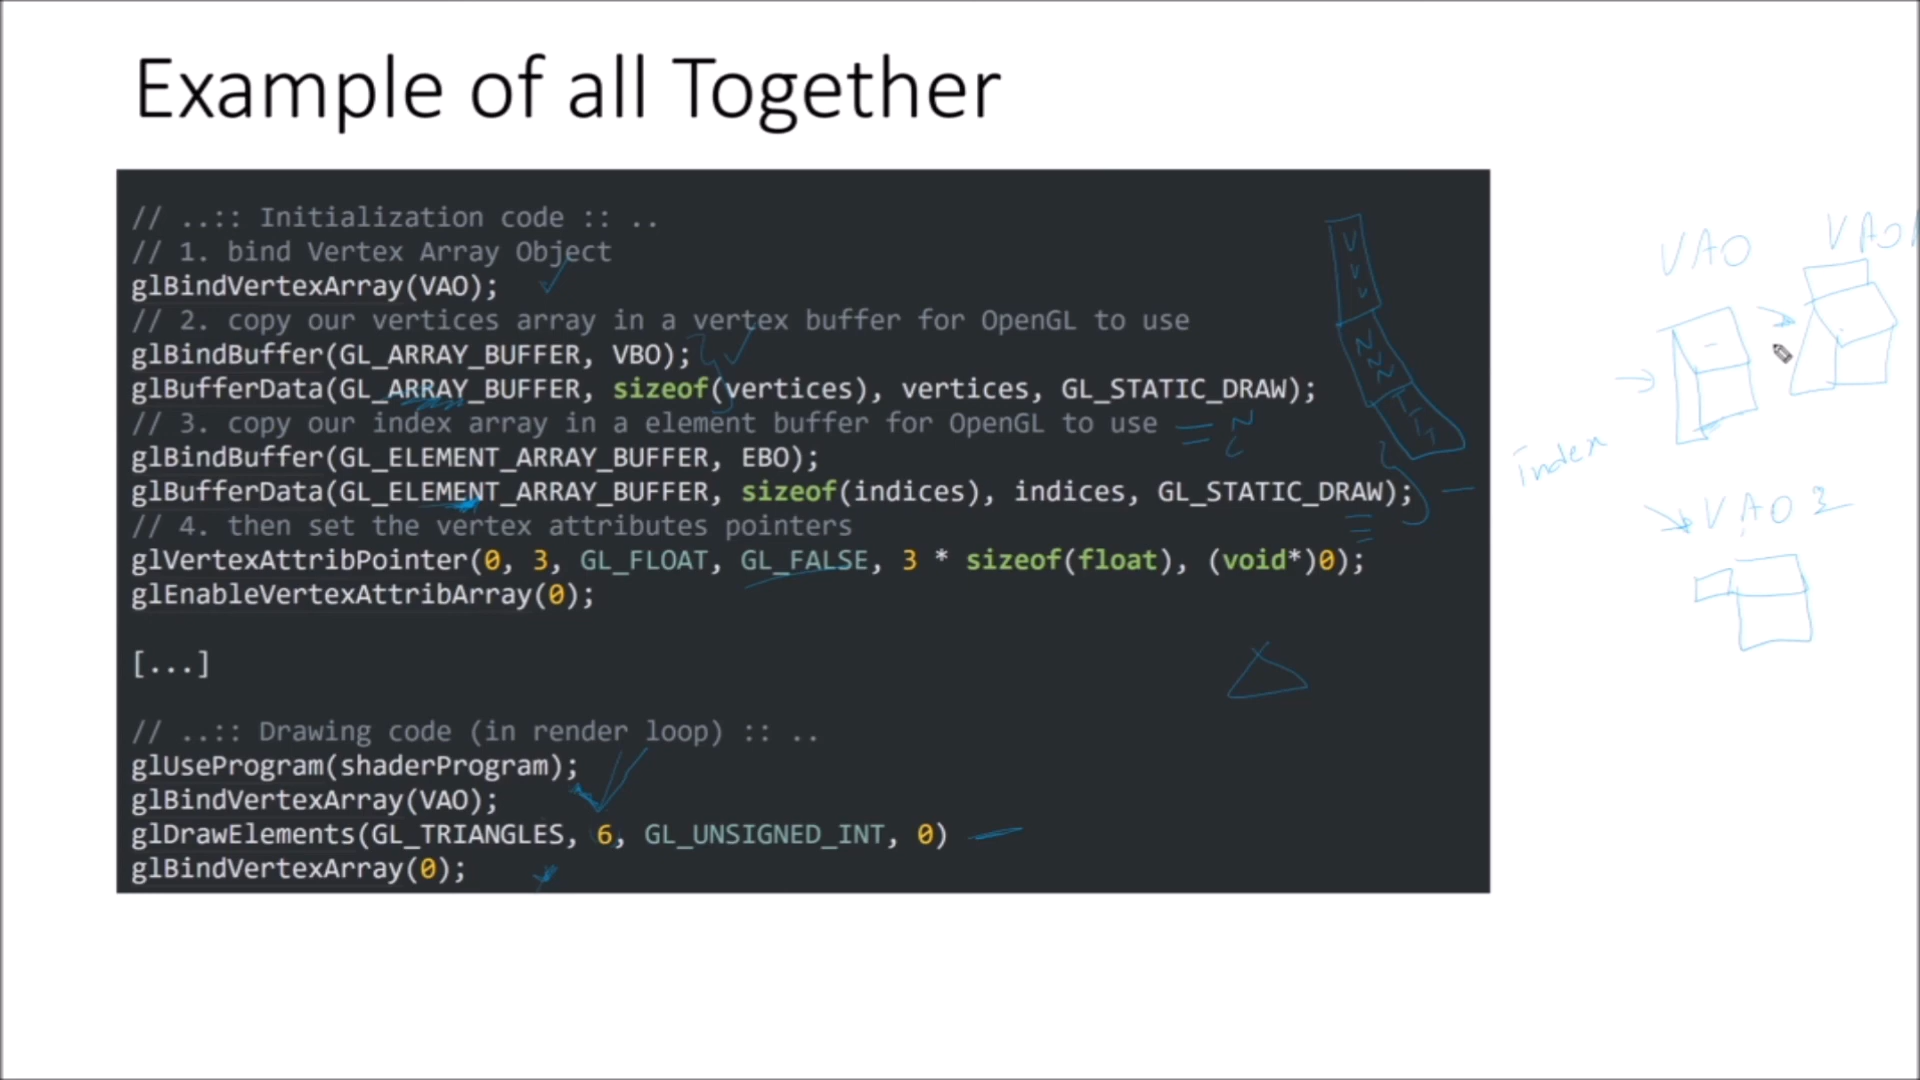 Example of all Together
// ..:: Initialization code :: ..
// 1. bind Vertex Array Object
glBindVertexArray(VAO);
// 2. copy our vertices array in a vertex buffer for OpenGL to use
glBindBuffer(GL_ARRAY_BUFFER, VBO);
glBufferData(GL_ARRAY_BUFFER, sizeof(vertices), vertices, GL_STATIC_DRAW);
// 3. copy our index array in a element buffer for OpenGL to use
glBindBuffer(GL_ELEMENT_ARRAY_BUFFER, EBO);
glBufferData(GL_ELEMENT_ARRAY_BUFFER, sizeof(indices), indices, GL_STATIC_DRAW);
// 4. then set the vertex attributes pointers
glVertexAttribPointer(0, 3, GL_FLOAT, GL_FALSE, 3 * sizeof(float), (void*)0);
glEnableVertexAttribArray(0);
[...]
// ..:: Drawing code (in render loop) :: ..
glUseProgram(shaderProgram);
glBindVertexArray(VAO);
glDrawElements(GL_TRIANGLES, 6, GL_UNSIGNED_INT, 0)
glBindVertexArray(0);
V
V
V
N
N
N
VAO
VAO1
index
VAO 2